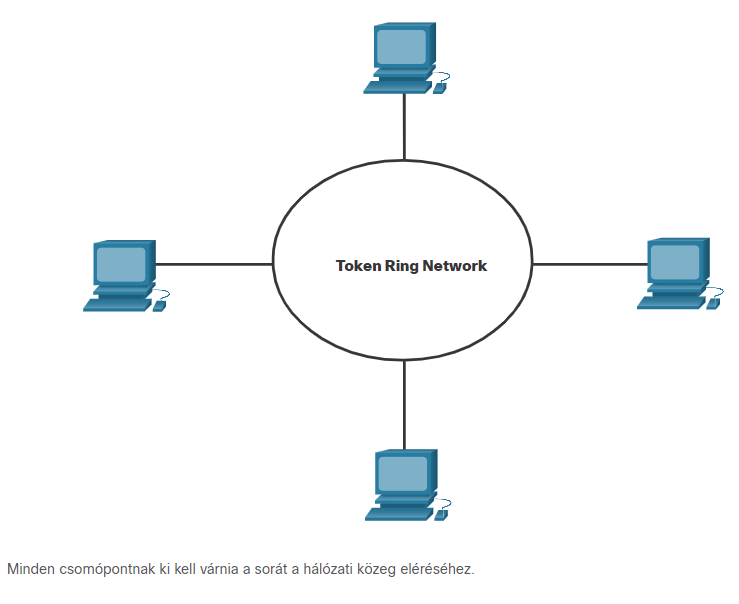 Token Ring Network
Minden csomópontnak ki kell várnia a sorát a hálózati közeg eléréséhez.